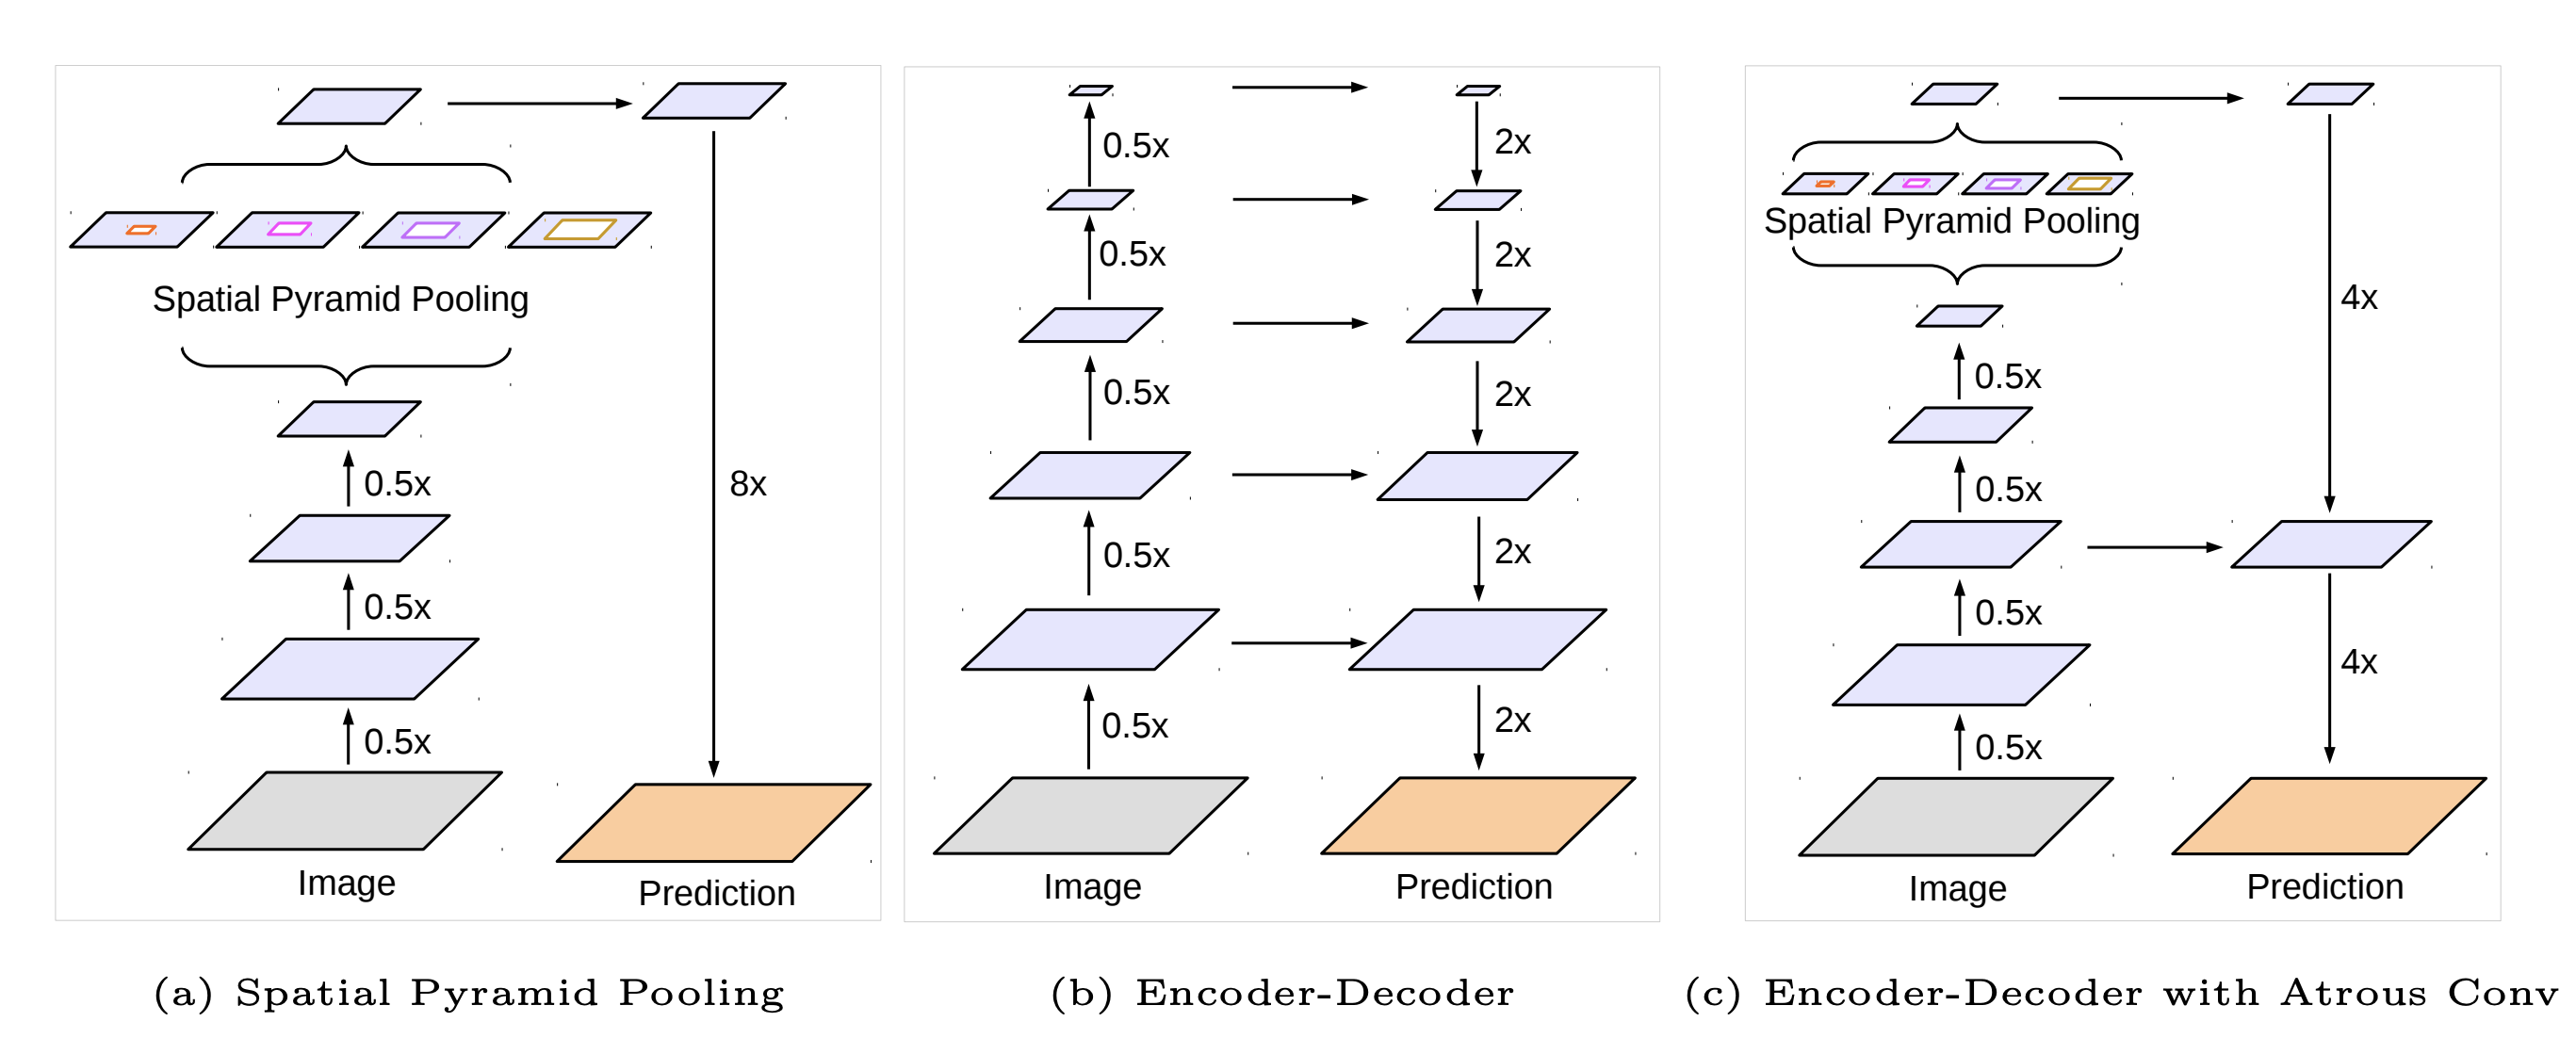 Spatial Pyramid Pooling
0.5x
0.5x
0.5x
8x
Image
Prediction
(a) Spatial Pyramid Pooling
0.5x
0.5x
0.5x
0.5x
0.5x
2x
2x
2x
2x
2x
Image
Prediction
(b) Encoder-Decoder
Spatial Pyramid Pooling
0.5x
0.5x
0.5x
0.5x
4x
4x
Image
Prediction
(c) Encoder-Decoder with Atrous Conv